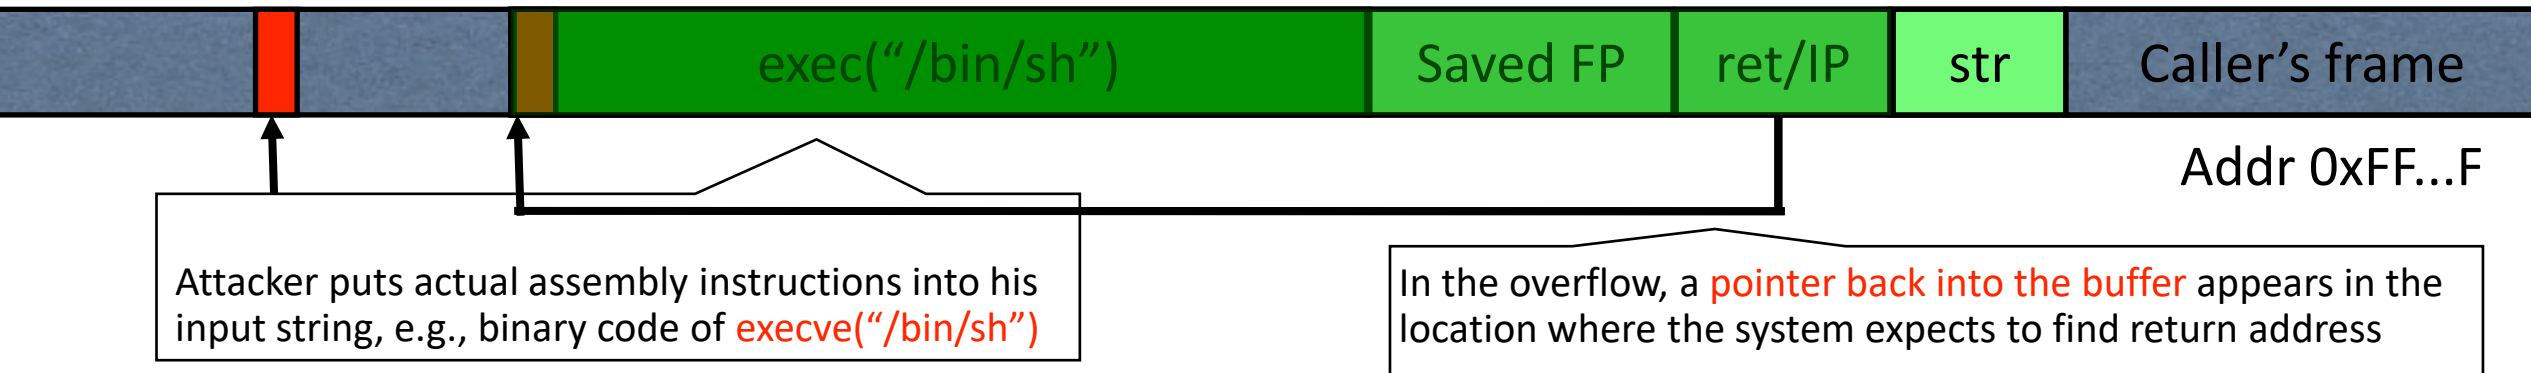 exec(“/bin/sh”) Saved FP ret/IP str Caller’s frame
Addr 0xFF...F
Attacker puts actual assembly instructions into his
input string, e.g., binary code of execve(“/bin/sh”)
In the overflow, a pointer back into the buffer appears in the
location where the system expects to find return address